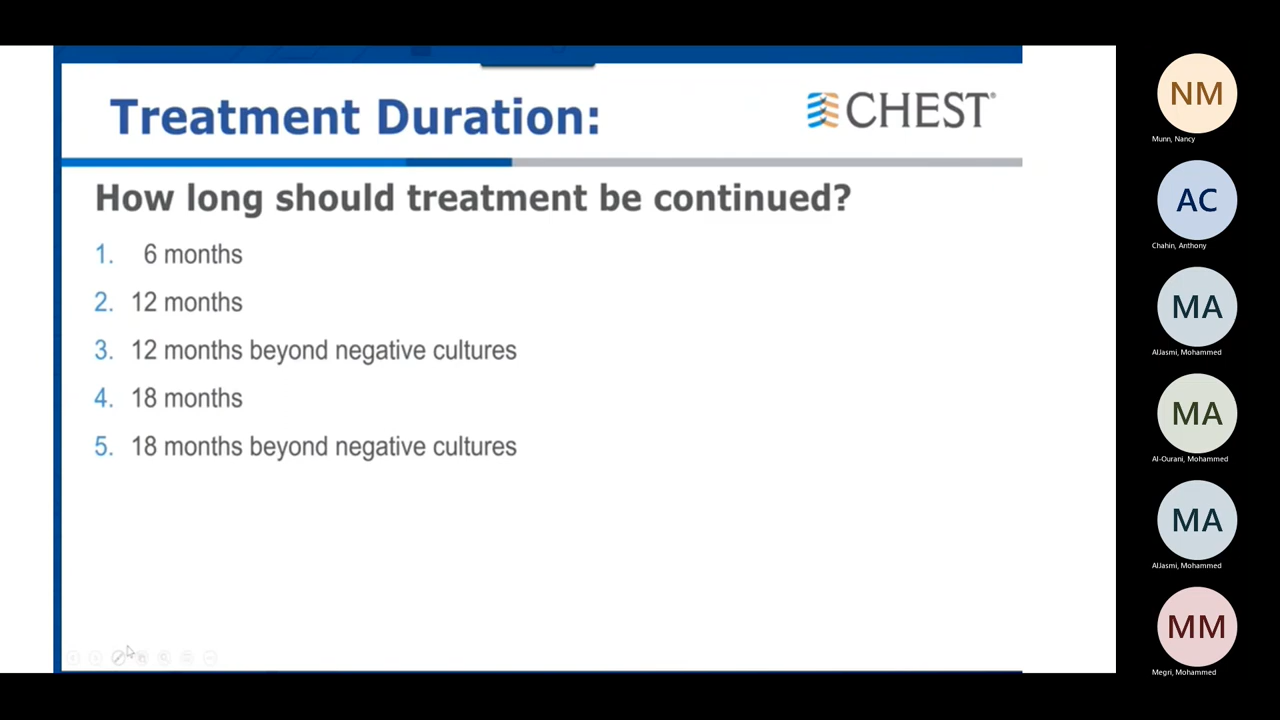 Treatment Duration:
CHEST®
How long should treatment be continued?
1. 6 months
2. 12 months
3. 12 months beyond negative cultures
4. 18 months
5. 18 months beyond negative cultures
NM
Munn, Nancy
AC
Chahin, Anthony
MA
AlJasmi, Mohammed
MA
Al-Ourani, Mohammed
MA
AlJasmi, Mohammed
MM
Megri, Mohammed